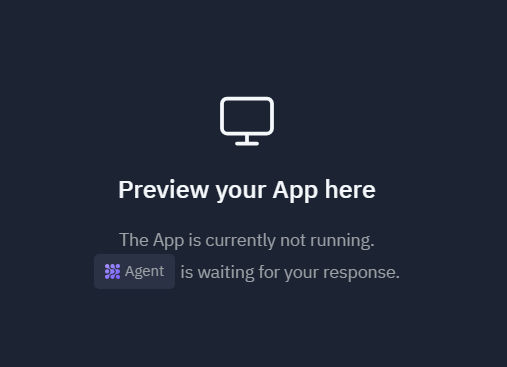 Preview your App here
The App is currently not running.
Agent is waiting for your response.